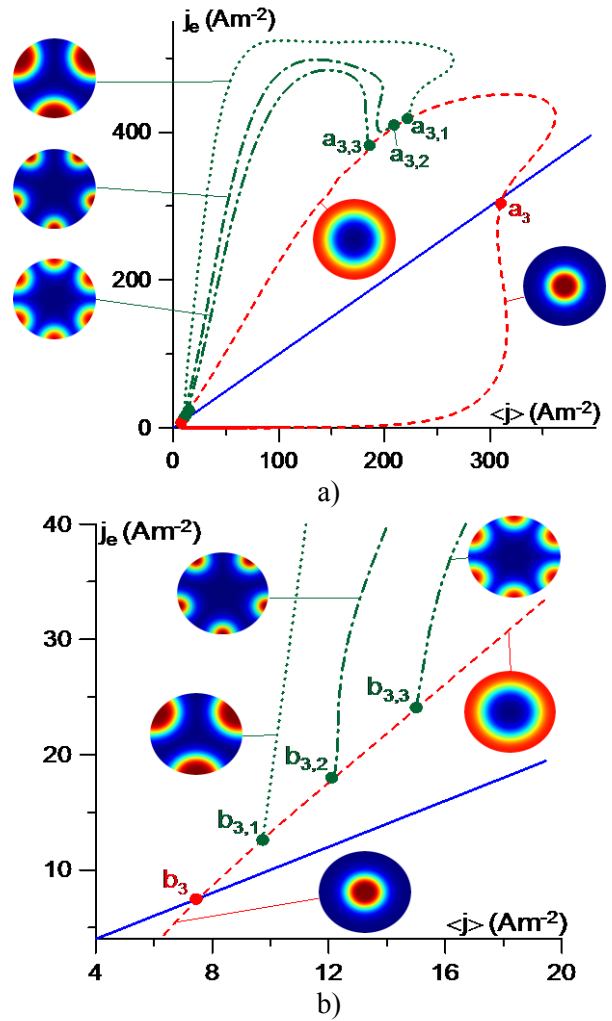 jₑ (Am⁻²)
400
a₃,₁
a₃,₃
a₃,₂
a₃
200
0
<j> (Am⁻²)
0 100 200 300
a)
40
jₑ (Am⁻²)
30
b₃,₃
20
b₃,₂
b₃,₁
10
b₃
<j> (Am⁻²)
4 8 12 16 20
b)